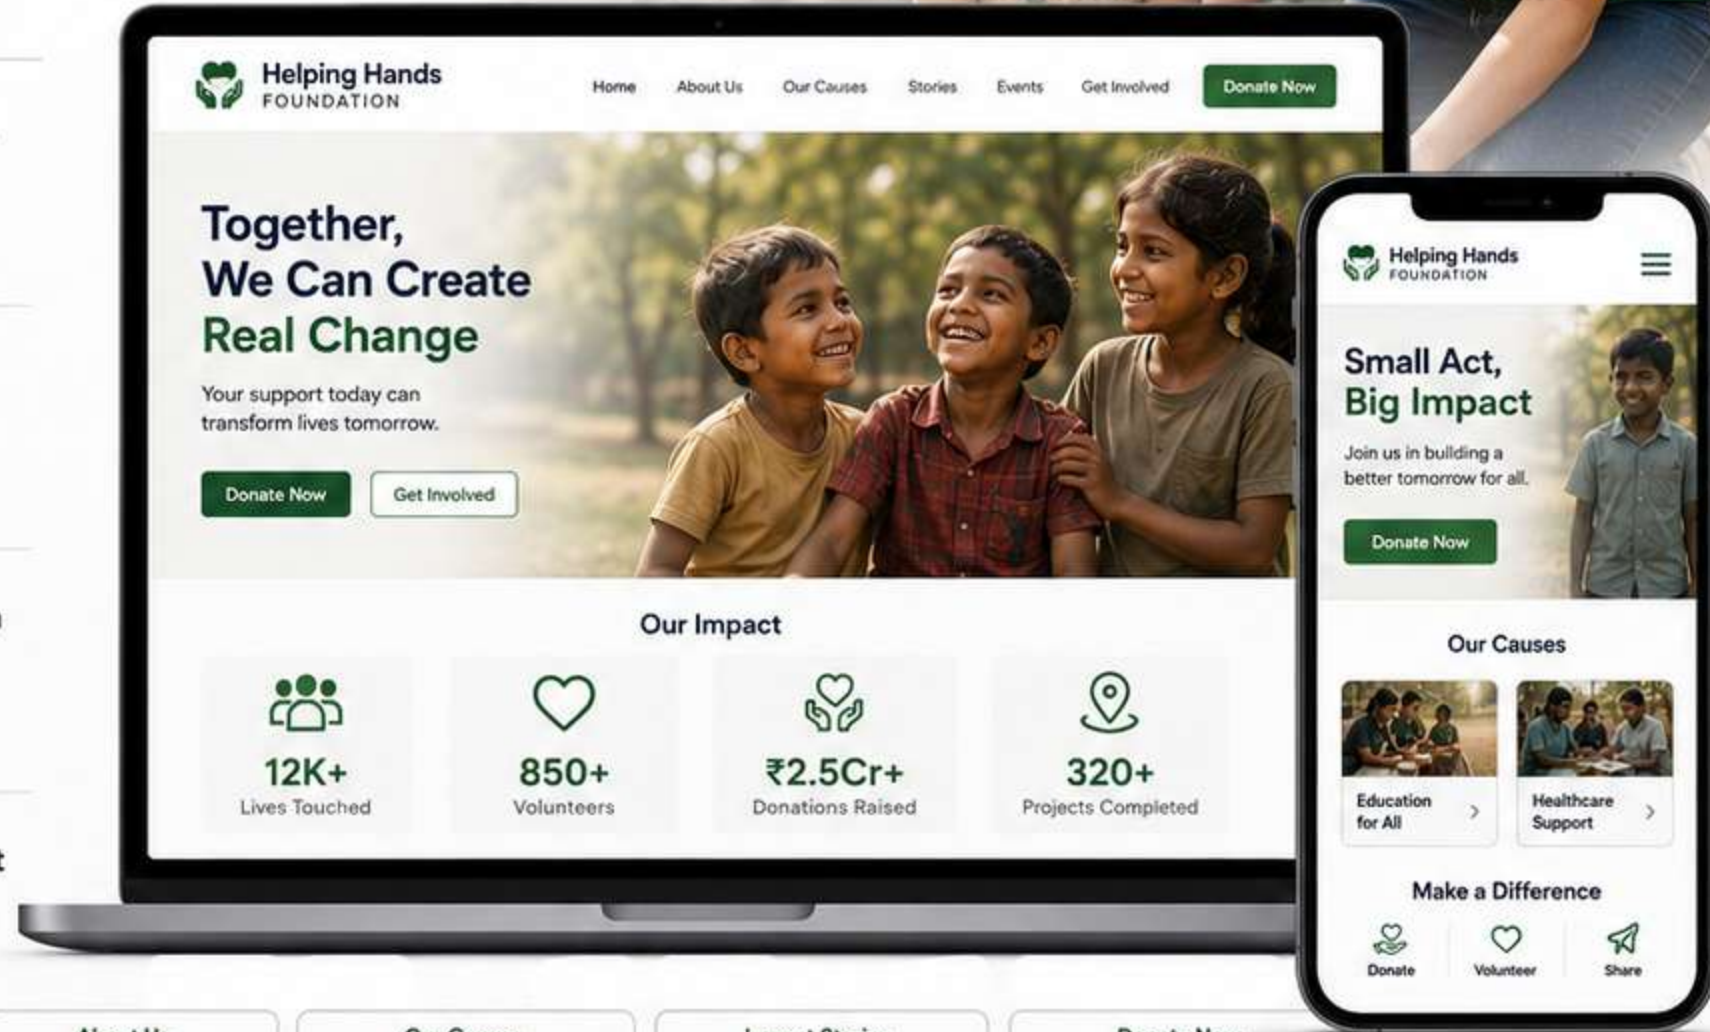 Helping Hands
FOUNDATION
Home About Us Our Causes Stories Events Get Involved Donate Now
Together,
We Can Create
Real Change
Your support today can
transform lives tomorrow.
Donate Now Get Involved
Our Impact
12K+ 850+ ₹2.5Cr+ 320+
Lives Touched Volunteers Donations Raised Projects Completed
Helping Hands
FOUNDATION
Small Act,
Big Impact
Join us in building a
better tomorrow for all.
Donate Now
Our Causes
Education
for All
Healthcare
Support
Make a Difference
Donate Volunteer Share